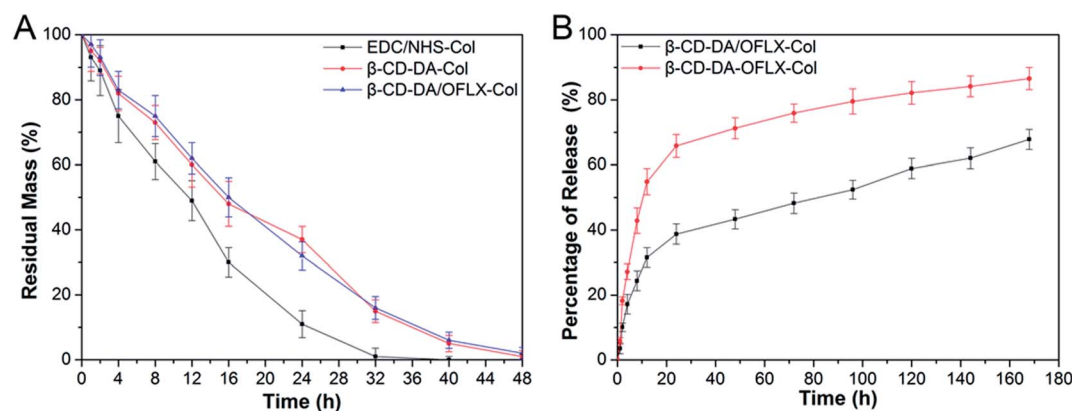 A
Residual Mass (%)
100
80
60
40
20
0
EDC/NHS-Col
β-CD-DA-Col
β-CD-DA/OFLX-Col
0 4 8 12 16 20 24 28 32 36 40 44 48
Time (h)
B
Percentage of Release (%)
100
80
60
40
20
0
β-CD-DA/OFLX-Col
β-CD-DA-OFLX-Col
0 20 40 60 80 100 120 140 160 180
Time (h)